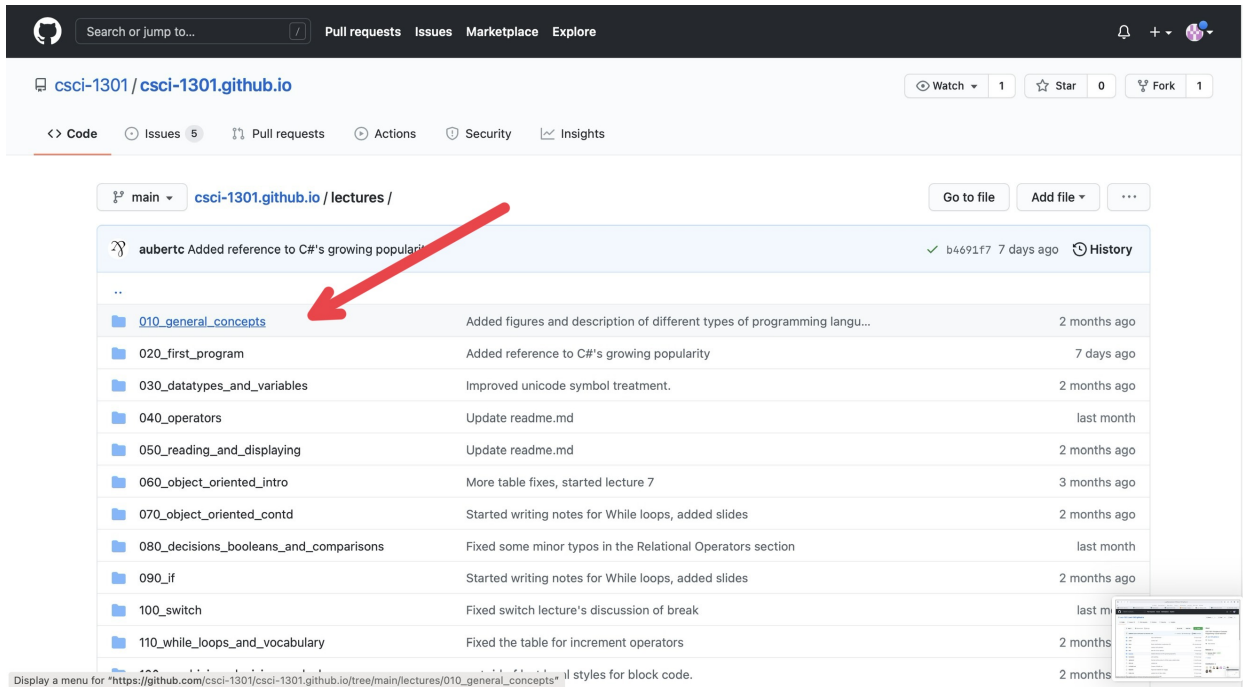 Search or jump to... / Pull requests Issues Marketplace Explore
csci-1301 / csci-1301.github.io Watch 1 Star 0 Fork 1
<> Code Issues 5 Pull requests Actions Security Insights
main csci-1301.github.io / lectures / Go to file Add file ...
aubertc Added reference to C#'s growing popularit b4691f7 7 days ago History
..
010_general_concepts Added figures and description of different types of programming langu... 2 months ago
020_first_program Added reference to C#'s growing popularity 7 days ago
030_datatypes_and_variables Improved unicode symbol treatment. 2 months ago
040_operators Update readme.md last month
050_reading_and_displaying Update readme.md 2 months ago
060_object_oriented_intro More table fixes, started lecture 7 3 months ago
070_object_oriented_contd Started writing notes for While loops, added slides 2 months ago
080_decisions_booleans_and_comparisons Fixed some minor typos in the Relational Operators section last month
090_if Started writing notes for While loops, added slides 2 months ago
100_switch Fixed switch lecture's discussion of break last m
110_while_loops_and_vocabulary Fixed the table for increment operators 2 months
styles for block code. 2 months
Display a menu for "https://github.com/csci-1301/csci-1301.github.io/tree/main/lectures/010_general_concepts"